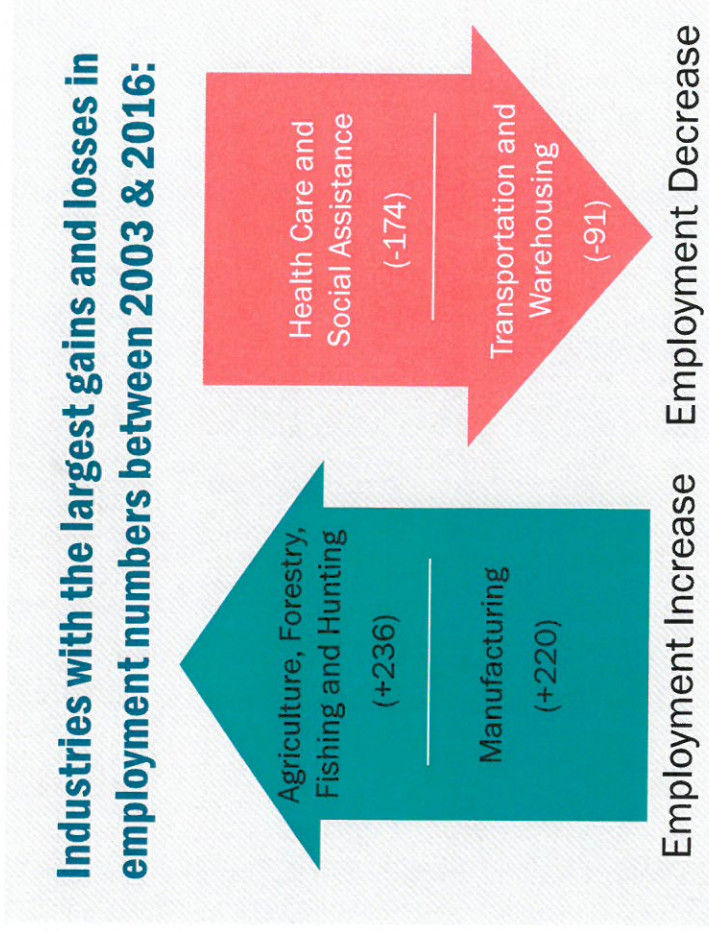 Industries with the largest gains and losses in
employment numbers between 2003 & 2016:
Agriculture, Forestry,
Fishing and Hunting
(+236)
Manufacturing
(+220)
Employment Increase
Health Care and
Social Assistance
(-174)
Transportation and
Warehousing
(-91)
Employment Decrease